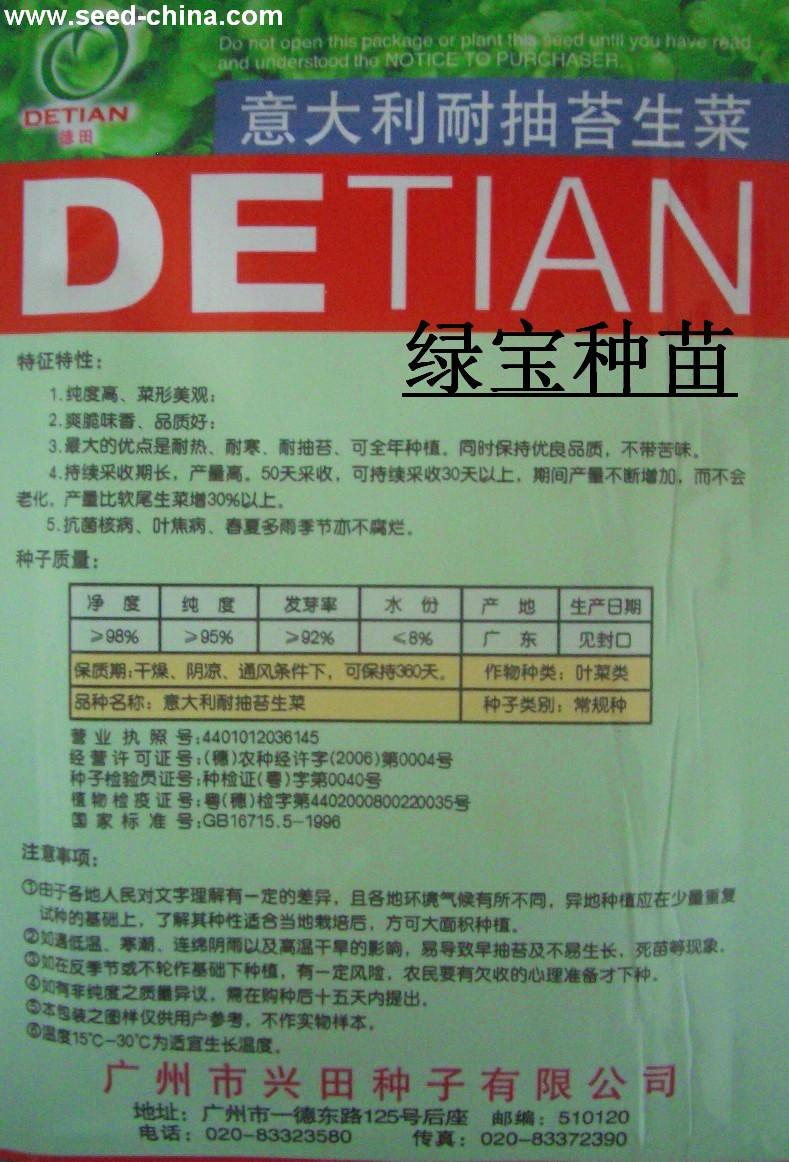 www.seed-china.com
Do not open this package or plant this seed until you have read
and understood the NOTICE TO PURCHASER.
DETIAN
德田
意大利耐抽苔生菜
DETIAN
绿宝种苗
特征特性：
1.纯度高、菜形美观；
2.爽脆味香、品质好；
3.最大的优点是耐热、耐寒、耐抽苔、可全年种植。同时保持优良品质，不带苦味。
4.持续采收期长，产量高。50天采收，可持续采收30天以上，期间产量不断增加，而不会
老化。产量比软尾生菜增30%以上。
5.抗菌核病、叶焦病、春夏多雨季节亦不腐烂。
种子质量：
净 度 纯 度 发芽率 水 份 产 地 生产日期
≥98% ≥95% ≥92% ≤8% 广 东 见封口
保质期：干燥、阴凉、通风条件下，可保持360天。 作物种类：叶菜类
品种名称：意大利耐抽苔生菜 种子类别：常规种
营业执照号:4401012036145
经营许可证号:(穗)农种经许字(2006)第0004号
种子检验员证号:种检证(粤)字第0040号
植物检疫证号:粤(穗)检字第4402000800220035号
国家标准号:GB16715.5-1996
注意事项：
①由于各地人民对文字理解有一定的差异，且各地环境气候有所不同，异地种植应在少量重复
试种的基础上，了解其种性适合当地栽培后，方可大面积种植。
②如遇低温、寒潮、连绵阴雨以及高温干旱的影响，易导致早抽苔及不易生长，死苗等现象。
③如在反季节或不轮作基础下种植，有一定风险，农民要有欠收的心理准备才下种。
④如有非纯度之质量异议，需在购种后十五天内提出。
⑤本包装之图样仅供用户参考，不作实物样本。
⑥温度15℃-30℃为适宜生长温度。
广州市兴田种子有限公司
地址：广州市一德东路125号后座 邮编：510120
电话：020-83323580 传真：020-83372390